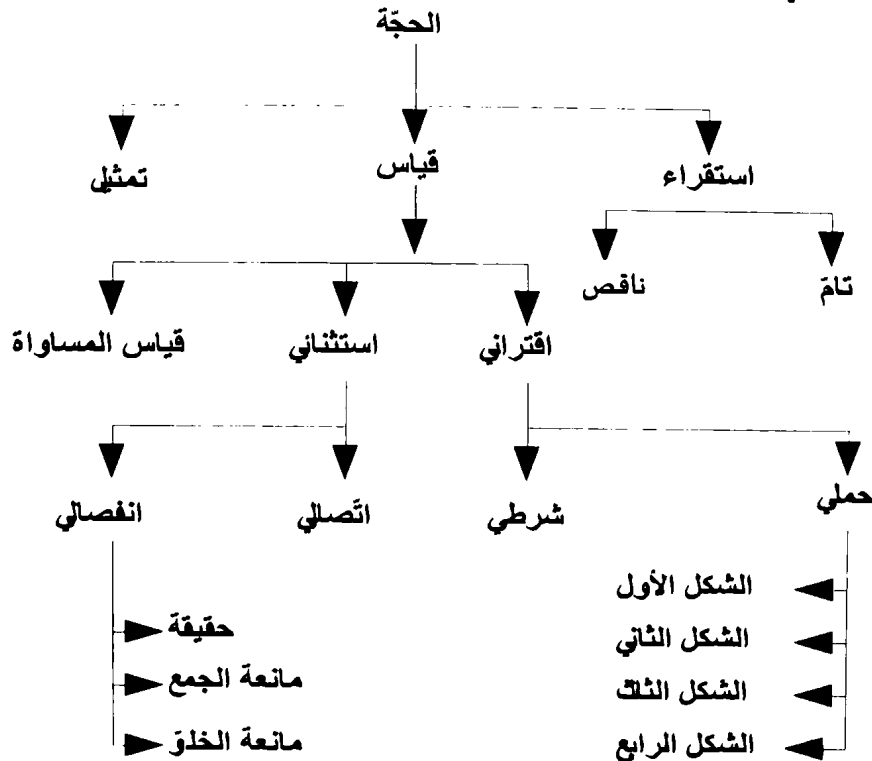 الحجّة
استقراء
قياس
تمثيل
تامّ
ناقص
اقتراني
استثنائي
قياس المساواة
حملي
شرطي
اتّصالي
انفصالي
الشكل الأول
الشكل الثاني
الشكل الثالث
الشكل الرابع
حقيقة
مانعة الجمع
مانعة الخلوّ